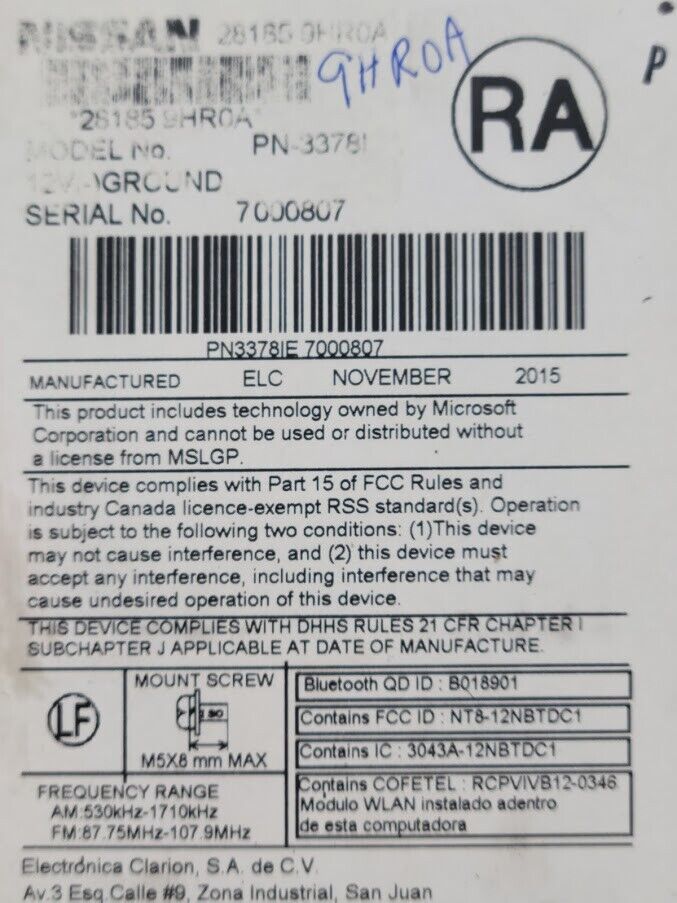 NISSAN 28185 9HR0A
9HR0A
P
*28185 9HR0A*
RA
MODEL No. PN-3378I
GROUND
SERIAL No. 7000807
PN3378IE 7000807
MANUFACTURED ELC NOVEMBER 2015
This product includes technology owned by Microsoft
Corporation and cannot be used or distributed without
a license from MSLGP.
This device complies with Part 15 of FCC Rules and
industry Canada licence-exempt RSS standard(s). Operation
is subject to the following two conditions: (1)This device
may not cause interference, and (2) this device must
accept any interference, including interference that may
cause undesired operation of this device.
THIS DEVICE COMPLIES WITH DHHS RULES 21 CFR CHAPTER I
SUBCHAPTER J APPLICABLE AT DATE OF MANUFACTURE.
LF
MOUNT SCREW
M5X8 mm MAX
Bluetooth QD ID : B018901
Contains FCC ID : NT8-12NBTDC1
Contains IC : 3043A-12NBTDC1
Contains COFETEL : RCPVIVB12-0346
Módulo WLAN instalado adentro
de esta computadora
FREQUENCY RANGE
AM:530kHz-1710kHz
FM:87.75MHz-107.9MHz
Electrónica Clarion, S.A. de C.V.
Av.3 Esq.Calle #9, Zona Industrial, San Juan